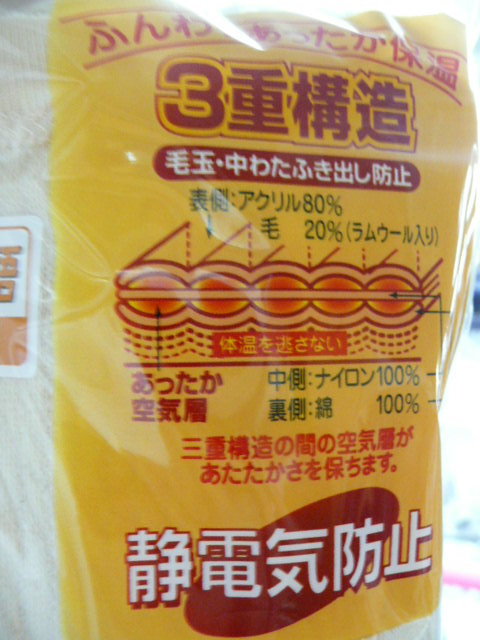 ふんわりあったか保温
3重構造
毛玉・中わたふき出し防止
表側:アクリル80%
毛 20%(ラムウール入り)
体温を逃さない
あったか
空気層
中側:ナイロン100%
裏側:綿 100%
三重構造の間の空気層が
あたたかさを保ちます。
静電気防止